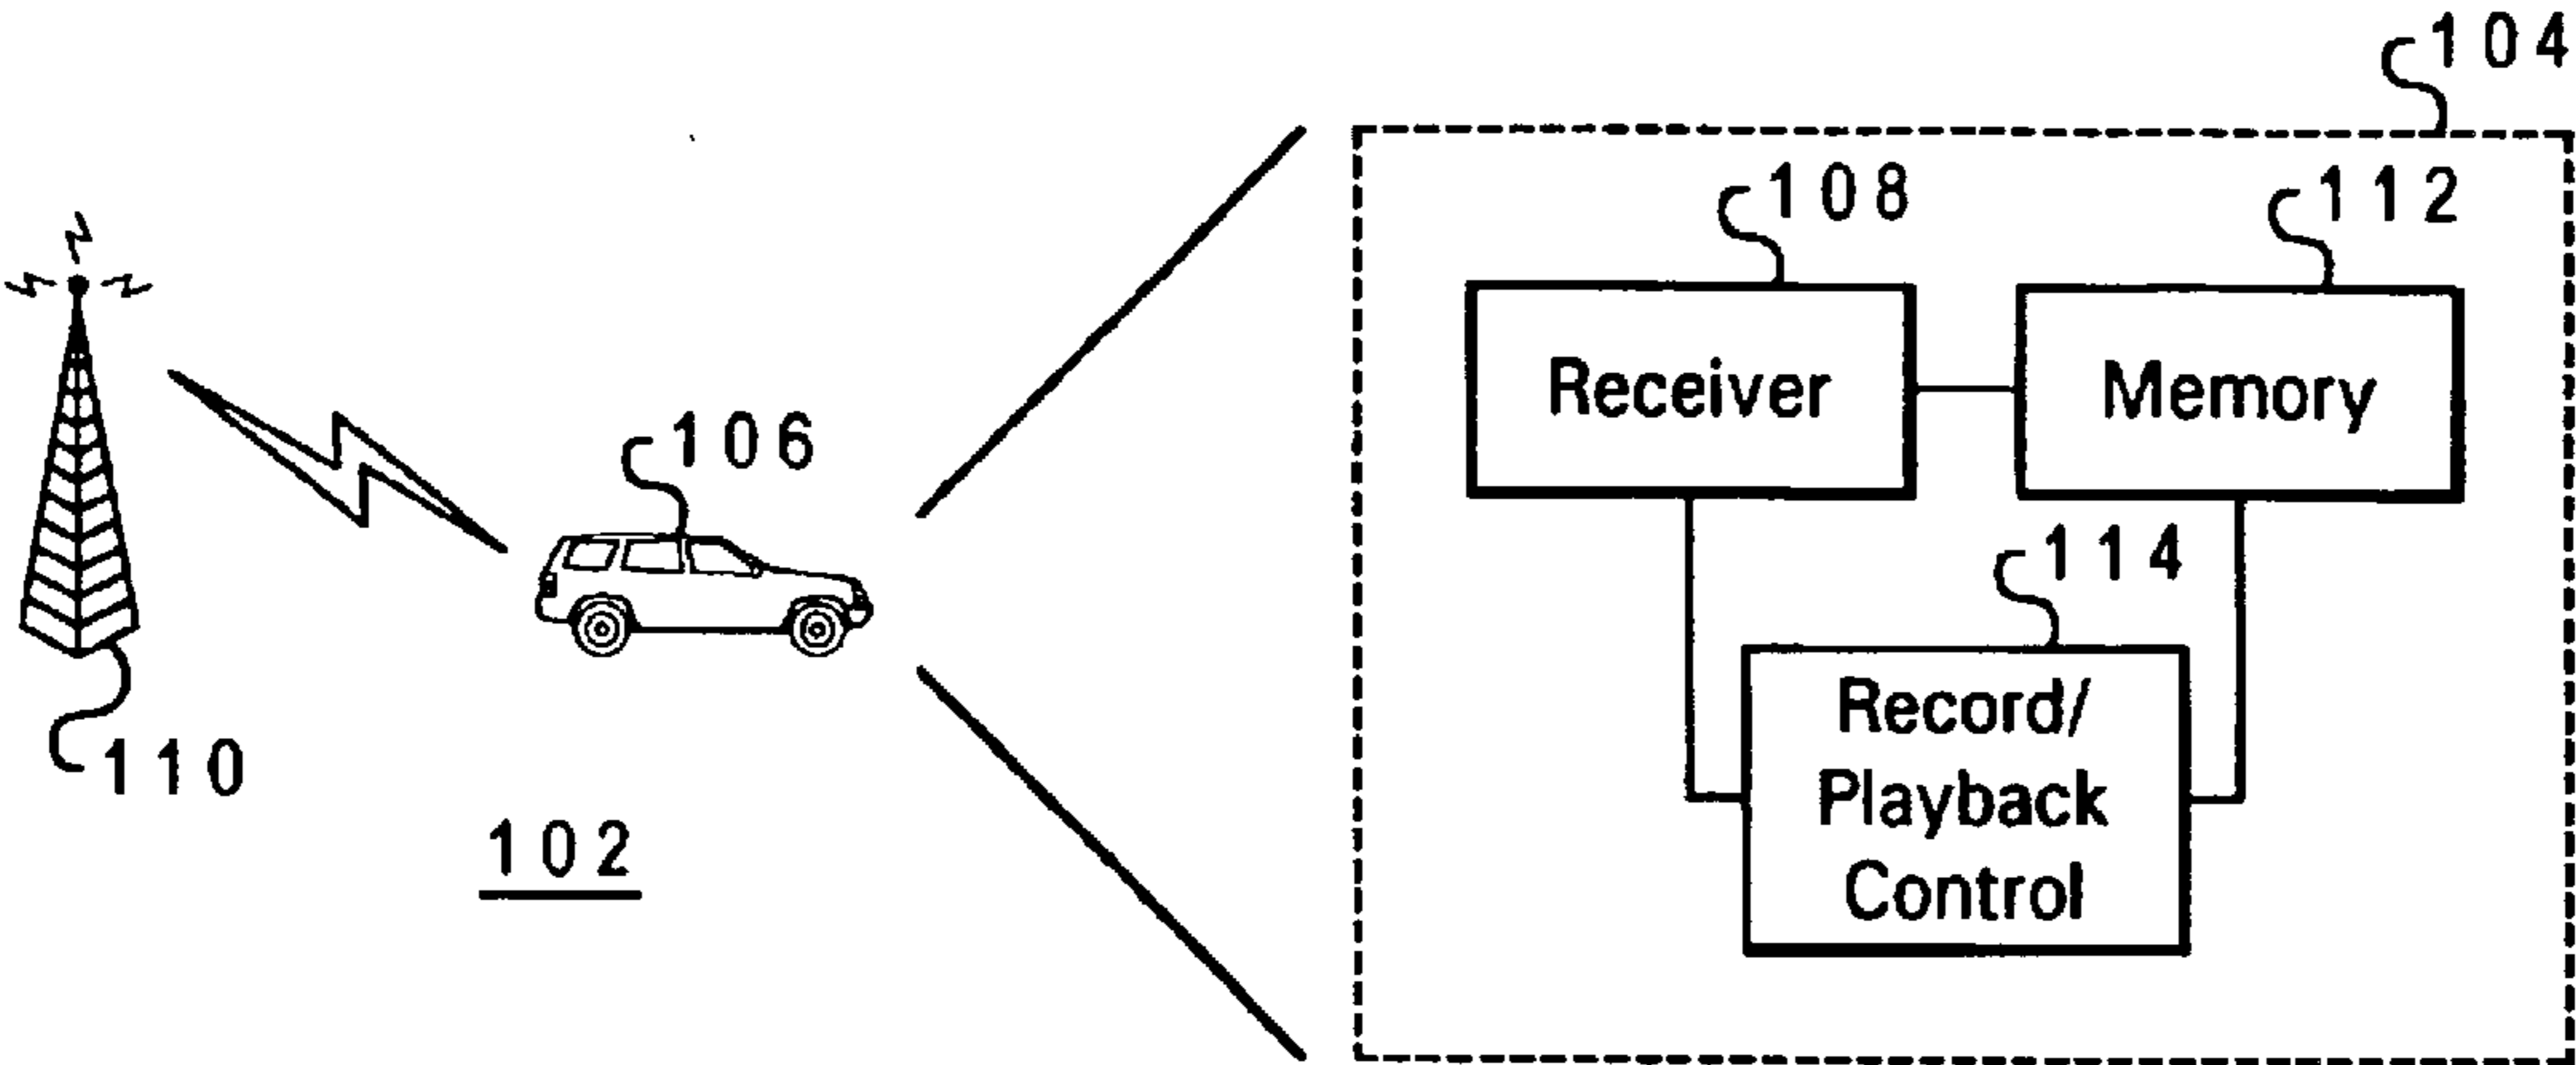 104
108
112
Receiver
Memory
106
114
Record/
Playback
Control
110
102